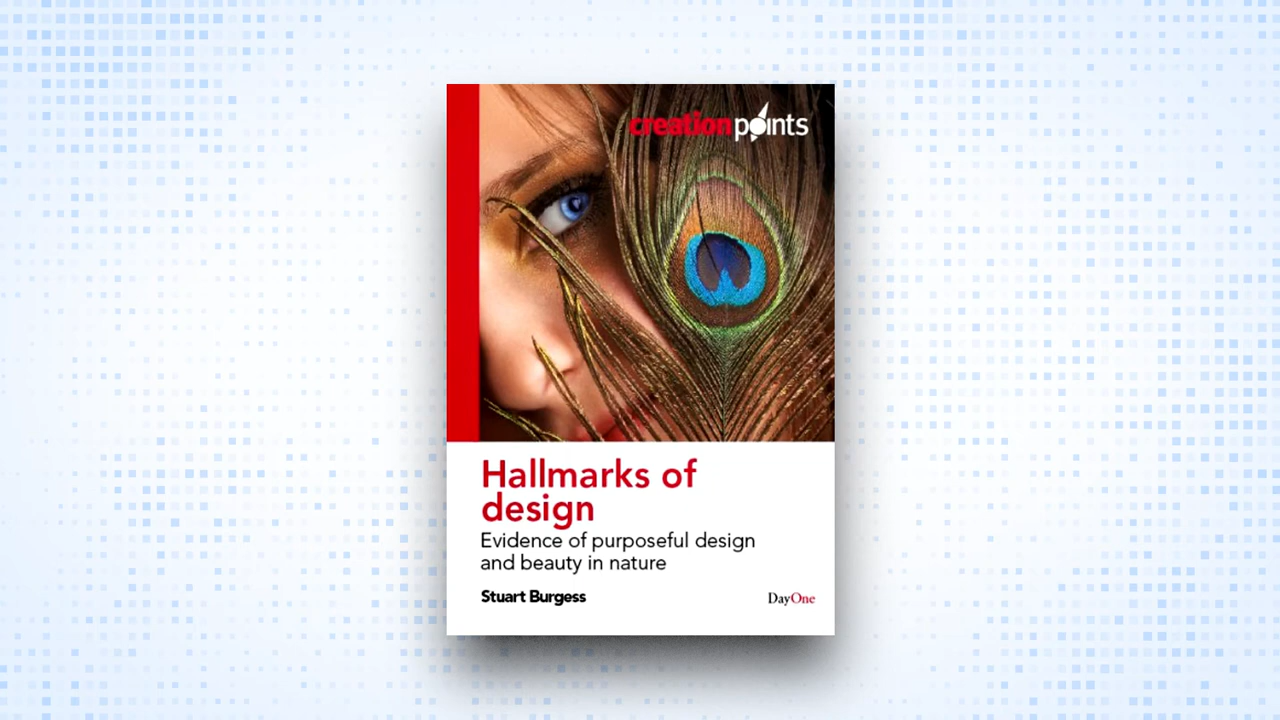 creationpoints
Hallmarks of
design
Evidence of purposeful design
and beauty in nature
Stuart Burgess
DayOne